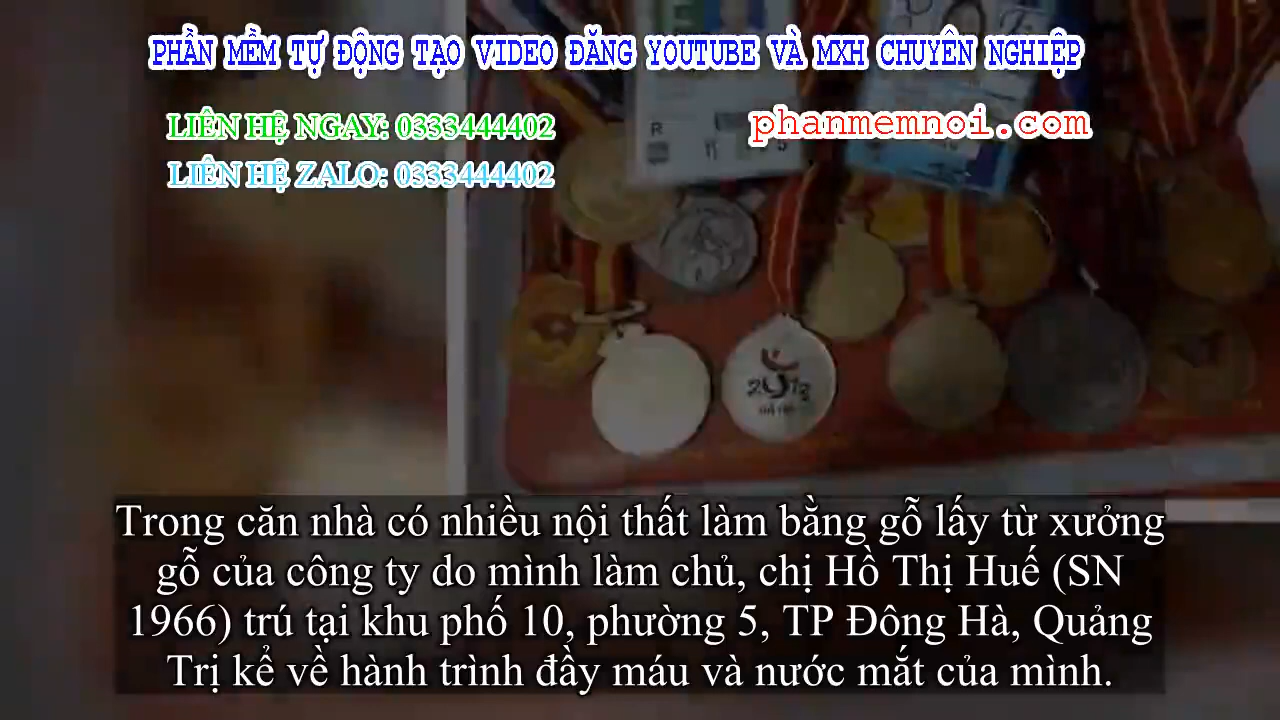 PHẦN MỀM TỰ ĐỘNG TẠO VIDEO ĐĂNG YOUTUBE VÀ MXH CHUYÊN NGHIỆP
LIÊN HỆ NGAY: 0333444402
phanmemnoi.com
LIÊN HỆ ZALO: 0333444402
Trong căn nhà có nhiều nội thất làm bằng gỗ lấy từ xưởng
gỗ của công ty do mình làm chủ, chị Hồ Thị Huế (SN
1966) trú tại khu phố 10, phường 5, TP Đông Hà, Quảng
Trị kể về hành trình đầy máu và nước mắt của mình.